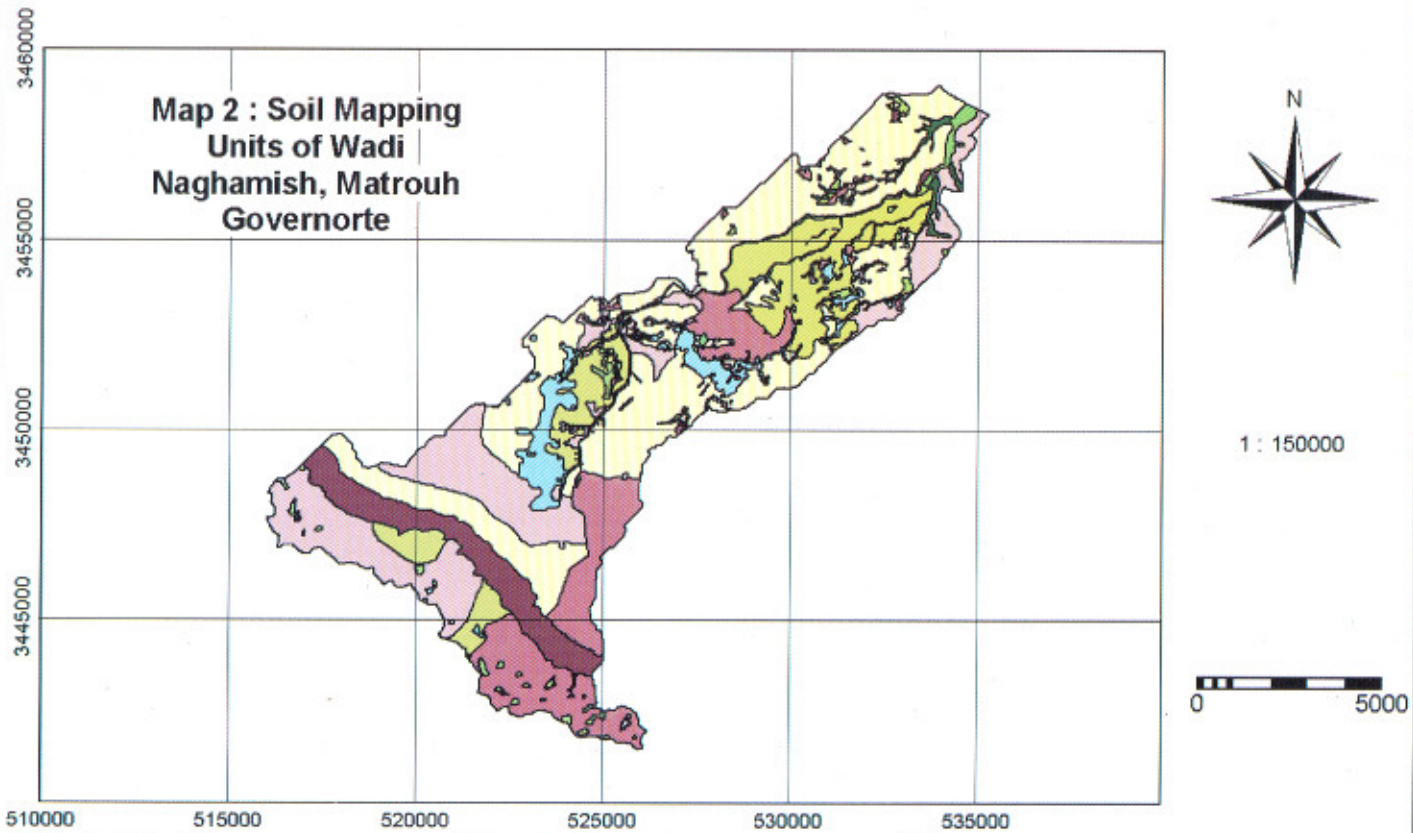 3460000
Map 2 : Soil Mapping
Units of Wadi
Naghamish, Matrouh
Governorte
N
3455000
3450000
1 : 150000
3445000
0 5000
510000 515000 520000 525000 530000 535000